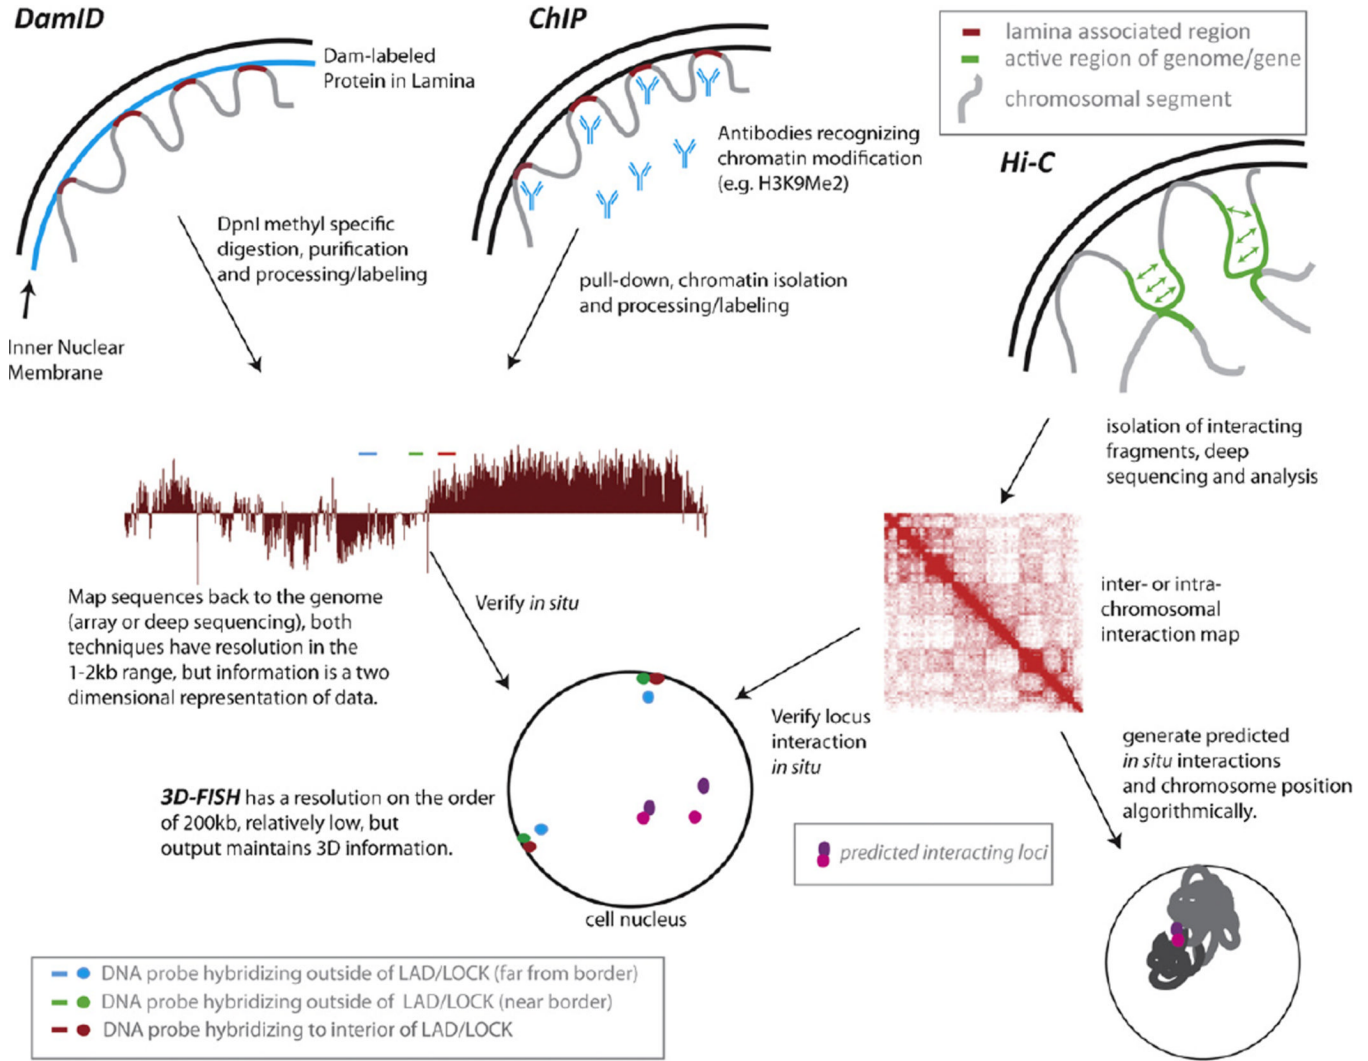 DamID
Dam-labeled
Protein in Lamina
DpnI methyl specific
digestion, purification
and processing/labeling
Inner Nuclear
Membrane
ChIP
Antibodies recognizing
chromatin modification
(e.g. H3K9Me2)
pull-down, chromatin isolation
and processing/labeling
lamina associated region
active region of genome/gene
chromosomal segment
Hi-C
isolation of interacting
fragments, deep
sequencing and analysis
Map sequences back to the genome
(array or deep sequencing), both
techniques have resolution in the
1-2kb range, but information is a two
dimensional representation of data.
Verify in situ
inter- or intra-
chromosomal
interaction map
Verify locus
interaction
in situ
generate predicted
in situ interactions
and chromosome position
algorithmically.
3D-FISH has a resolution on the order
of 200kb, relatively low, but
output maintains 3D information.
predicted interacting loci
cell nucleus
DNA probe hybridizing outside of LAD/LOCK (far from border)
DNA probe hybridizing outside of LAD/LOCK (near border)
DNA probe hybridizing to interior of LAD/LOCK